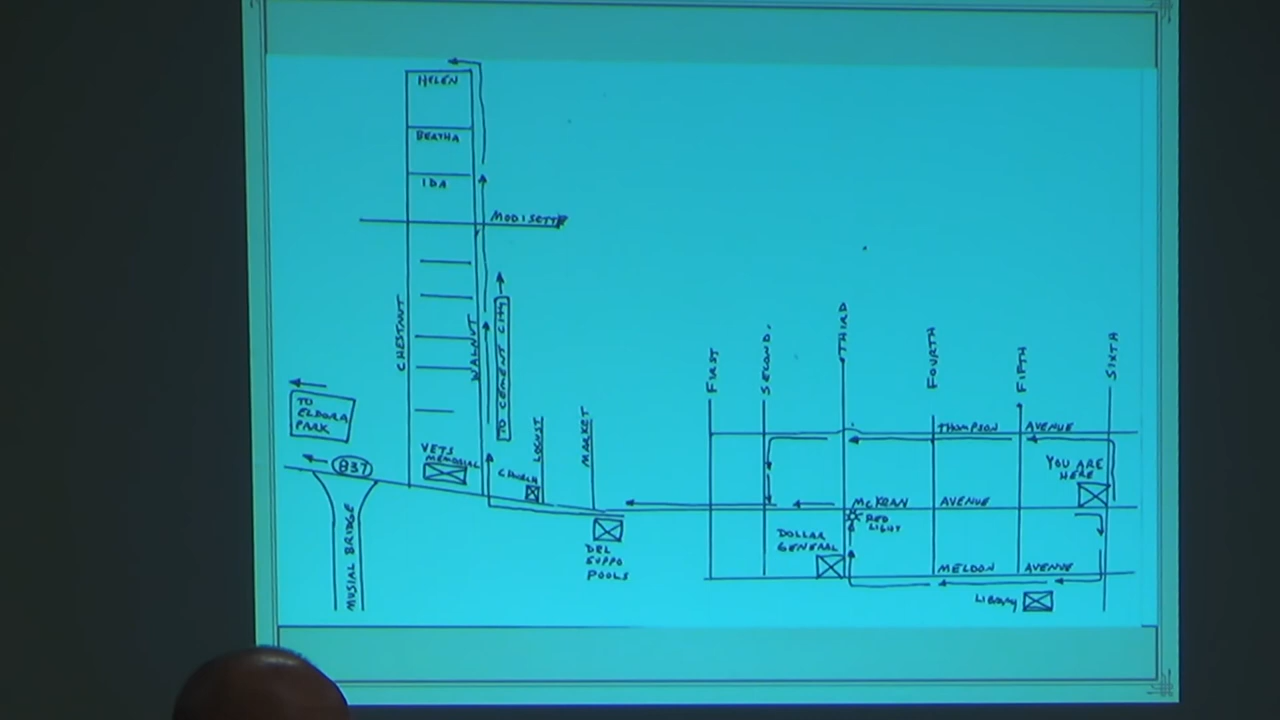 HELEN
BERTHA
IDA
MODISETTE
CHESTNUT
WALNUT
TO CEMENT CITY
TO
ELDORA
PARK
837
MUSIAL BRIDGE
VETS
MEMORIAL
CHURCH
LOCUST
MARKET
DEL
SUPPO
POOLS
FIRST
SECOND.
THIRD
FOURTH
FIFTH
SIXTH
THOMPSON AVENUE
YOU ARE
HERE
McKEAN AVENUE
RED
LIGHT
DOLLAR
GENERAL
MELDON AVENUE
LIBRARY